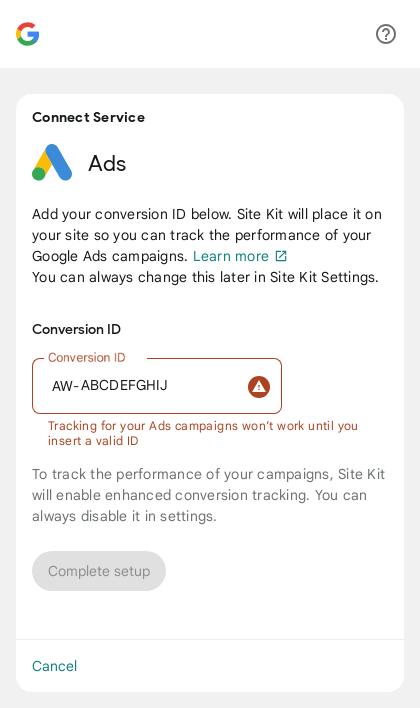 Connect Service
Ads
Add your conversion ID below. Site Kit will place it on
your site so you can track the performance of your
Google Ads campaigns. Learn more
You can always change this later in Site Kit Settings.
Conversion ID
Conversion ID
AW-ABCDEFGHIJ
Tracking for your Ads campaigns won’t work until you
insert a valid ID
To track the performance of your campaigns, Site Kit
will enable enhanced conversion tracking. You can
always disable it in settings.
Complete setup
Cancel